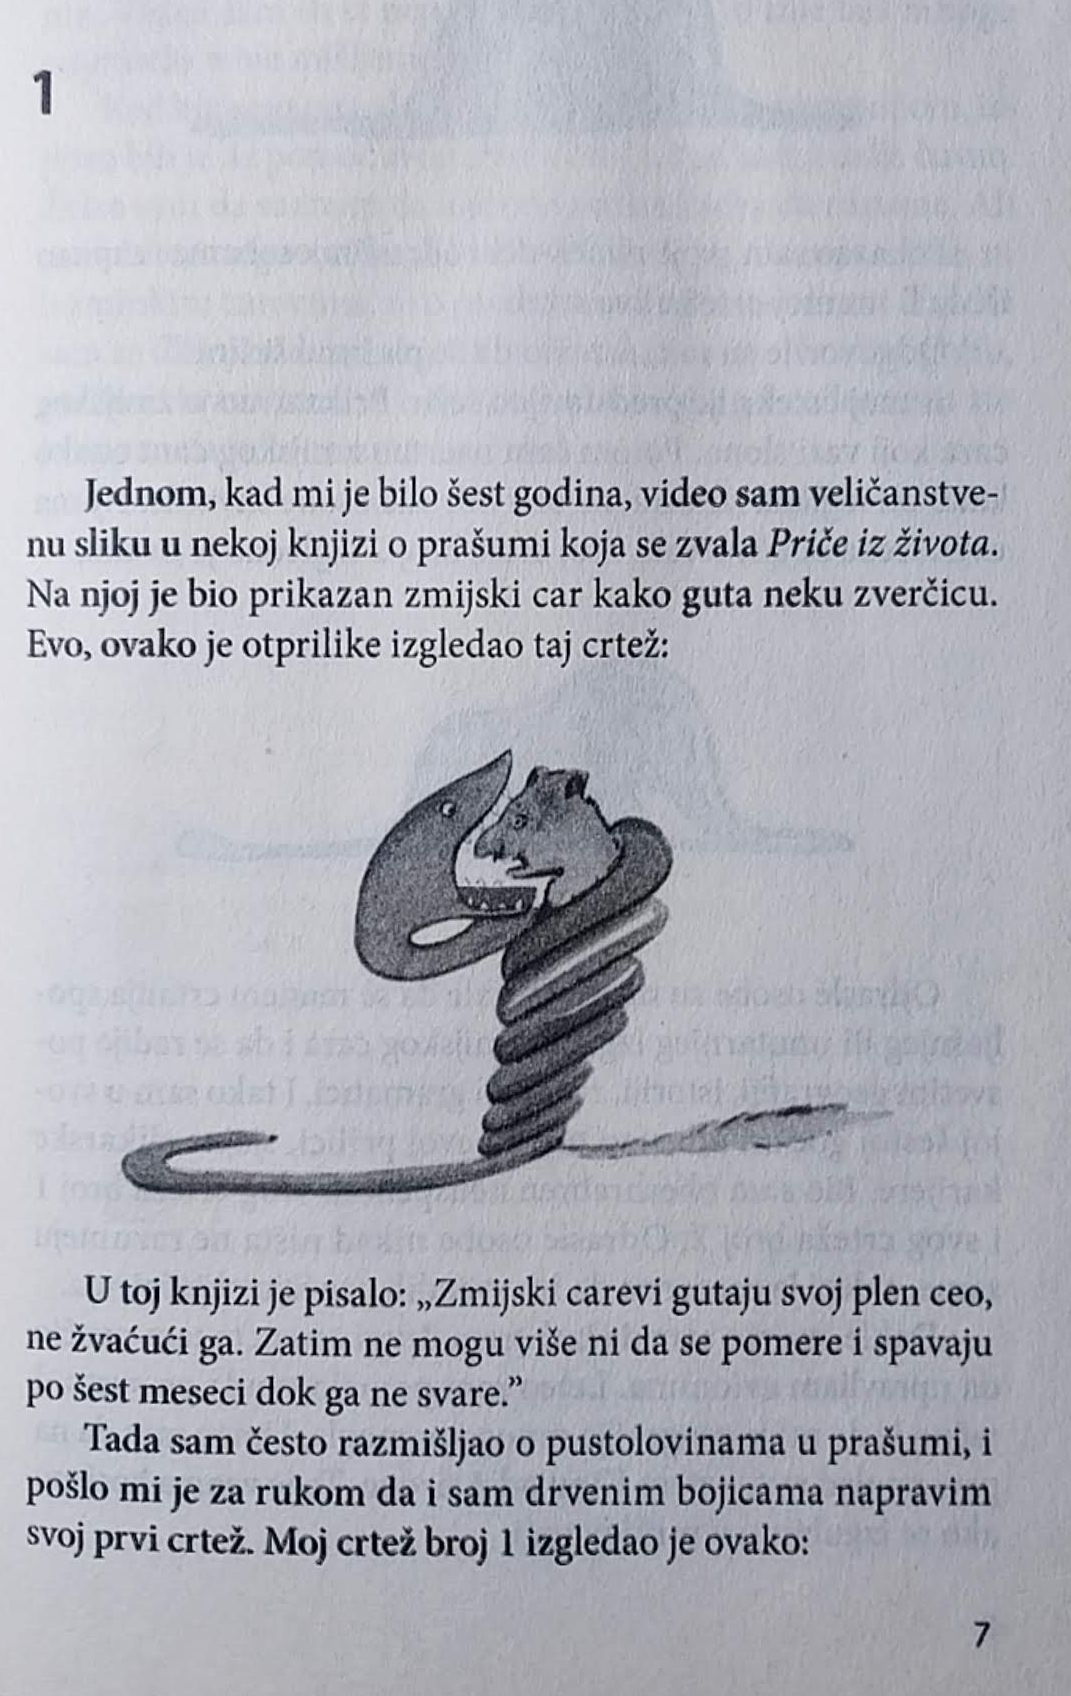 1
Jednom, kad mi je bilo šest godina, video sam veličanstve-
nu sliku u nekoj knjizi o prašumi koja se zvala Priče iz života.
Na njoj je bio prikazan zmijski car kako guta neku zverčicu.
Evo, ovako je otprilike izgledao taj crtež:
U toj knjizi je pisalo: „Zmijski carevi gutaju svoj plen ceo,
ne žvaćući ga. Zatim ne mogu više ni da se pomere i spavaju
po šest meseci dok ga ne svare.”
Tada sam često razmišljao o pustolovinama u prašumi, i
pošlo mi je za rukom da i sam drvenim bojicama napravim
svoj prvi crtež. Moj crtež broj 1 izgledao je ovako:
7